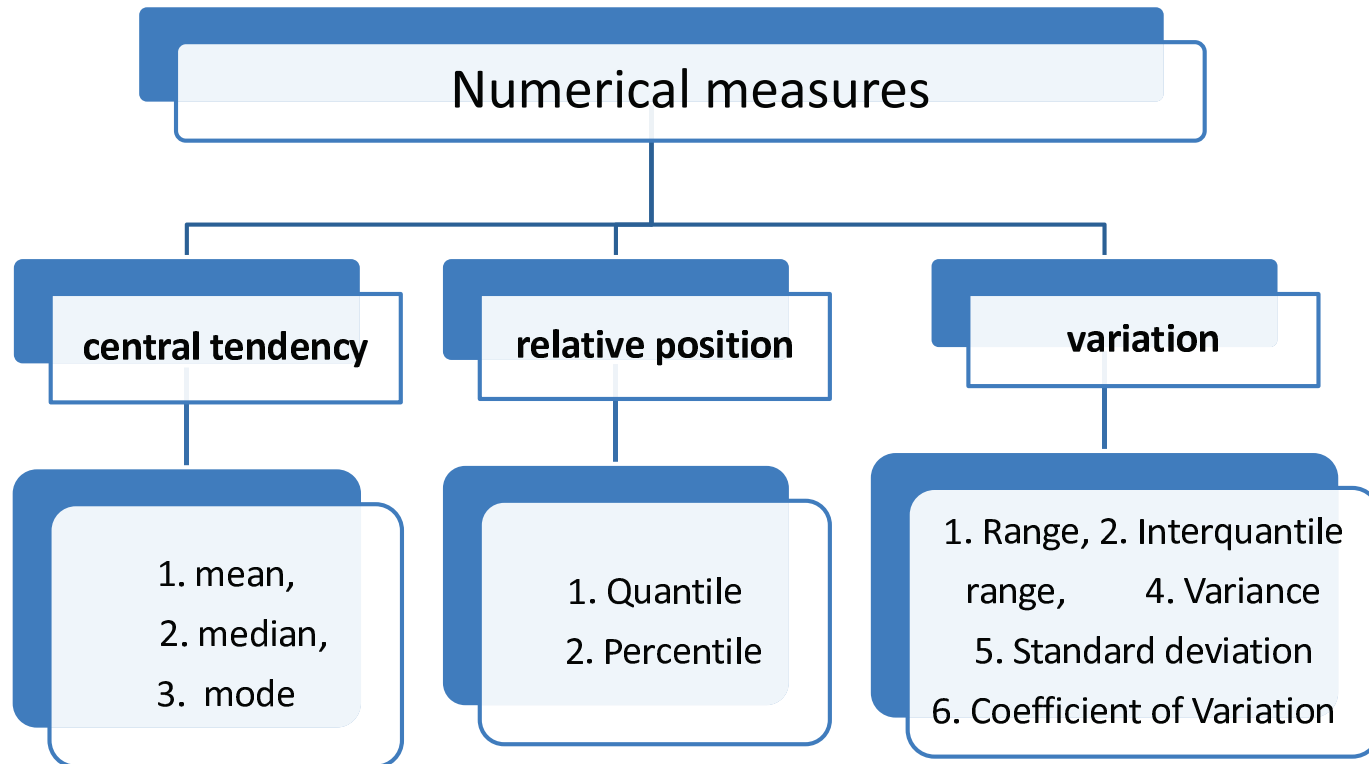 Numerical measures
central tendency
relative position
variation
1. mean,
2. median,
3. mode
1. Quantile
2. Percentile
1. Range, 2. Interquantile
range, 4. Variance
5. Standard deviation
6. Coefficient of Variation